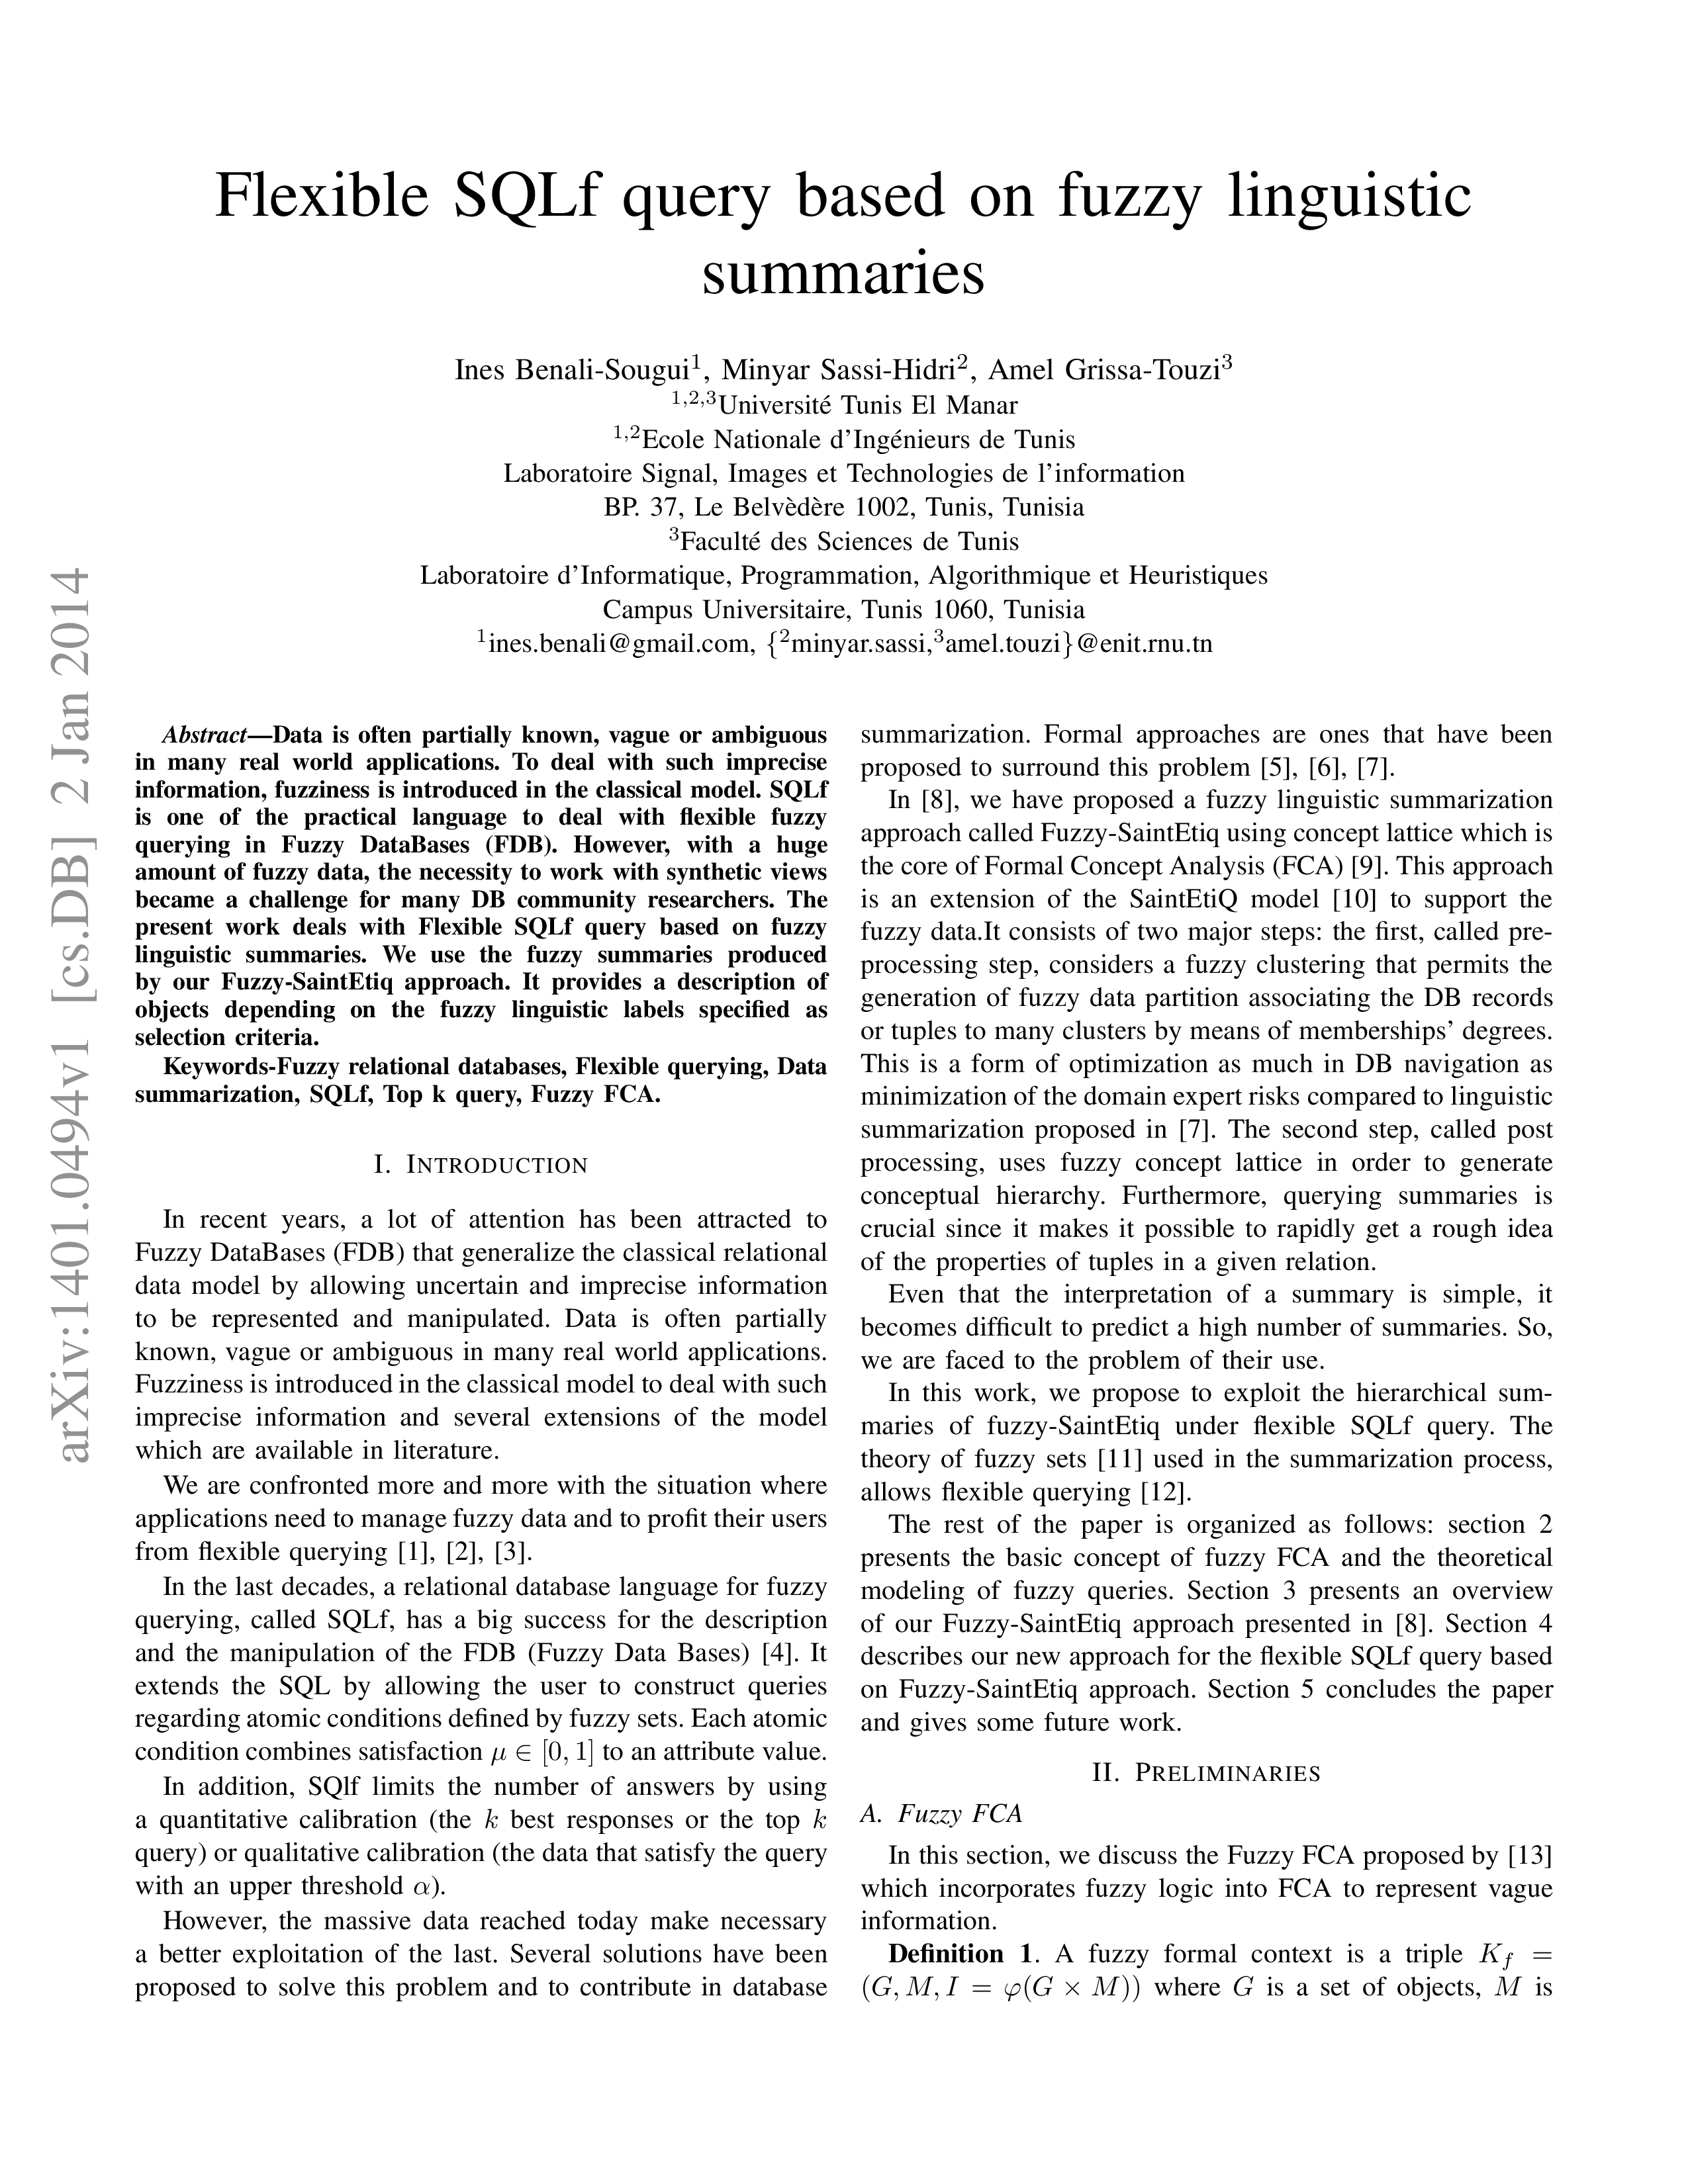 Flexible SQLf query based on fuzzy linguistic
summaries
Ines Benali-Sougui1, Minyar Sassi-Hidri2, Amel Grissa-Touzi3
1,2,3Université Tunis El Manar
1,2Ecole Nationale d'Ingénieurs de Tunis
Laboratoire Signal, Images et Technologies de l'information
BP. 37, Le Belvèdère 1002, Tunis, Tunisia
3Faculté des Sciences de Tunis
Laboratoire d'Informatique, Programmation, Algorithmique et Heuristiques
Campus Universitaire, Tunis 1060, Tunisia
1ines.benali@gmail.com, {2minyar.sassi,3amel.touzi}@enit.rnu.tn
arXiv:1401.0494v1 [cs.DB] 2 Jan 2014
Abstract—Data is often partially known, vague or ambiguous
in many real world applications. To deal with such imprecise
information, fuzziness is introduced in the classical model. SQLf
is one of the practical language to deal with flexible fuzzy
querying in Fuzzy DataBases (FDB). However, with a huge
amount of fuzzy data, the necessity to work with synthetic views
became a challenge for many DB community researchers. The
present work deals with Flexible SQLf query based on fuzzy
linguistic summaries. We use the fuzzy summaries produced
by our Fuzzy-SaintEtiq approach. It provides a description of
objects depending on the fuzzy linguistic labels specified as
selection criteria.
Keywords-Fuzzy relational databases, Flexible querying, Data
summarization, SQLf, Top k query, Fuzzy FCA.
I. INTRODUCTION
In recent years, a lot of attention has been attracted to
Fuzzy DataBases (FDB) that generalize the classical relational
data model by allowing uncertain and imprecise information
to be represented and manipulated. Data is often partially
known, vague or ambiguous in many real world applications.
Fuzziness is introduced in the classical model to deal with such
imprecise information and several extensions of the model
which are available in literature.
We are confronted more and more with the situation where
applications need to manage fuzzy data and to profit their users
from flexible querying [1], [2], [3].
In the last decades, a relational database language for fuzzy
querying, called SQLf, has a big success for the description
and the manipulation of the FDB (Fuzzy Data Bases) [4]. It
extends the SQL by allowing the user to construct queries
regarding atomic conditions defined by fuzzy sets. Each atomic
condition combines satisfaction μ ∈ [0, 1] to an attribute value.
In addition, SQlf limits the number of answers by using
a quantitative calibration (the k best responses or the top k
query) or qualitative calibration (the data that satisfy the query
with an upper threshold α).
However, the massive data reached today make necessary
a better exploitation of the last. Several solutions have been
proposed to solve this problem and to contribute in database
summarization. Formal approaches are ones that have been
proposed to surround this problem [5], [6], [7].
In [8], we have proposed a fuzzy linguistic summarization
approach called Fuzzy-SaintEtiq using concept lattice which is
the core of Formal Concept Analysis (FCA) [9]. This approach
is an extension of the SaintEtiQ model [10] to support the
fuzzy data.It consists of two major steps: the first, called pre-
processing step, considers a fuzzy clustering that permits the
generation of fuzzy data partition associating the DB records
or tuples to many clusters by means of memberships' degrees.
This is a form of optimization as much in DB navigation as
minimization of the domain expert risks compared to linguistic
summarization proposed in [7]. The second step, called post
processing, uses fuzzy concept lattice in order to generate
conceptual hierarchy. Furthermore, querying summaries is
crucial since it makes it possible to rapidly get a rough idea
of the properties of tuples in a given relation.
Even that the interpretation of a summary is simple, it
becomes difficult to predict a high number of summaries. So,
we are faced to the problem of their use.
In this work, we propose to exploit the hierarchical sum-
maries of fuzzy-SaintEtiq under flexible SQLf query. The
theory of fuzzy sets [11] used in the summarization process,
allows flexible querying [12].
The rest of the paper is organized as follows: section 2
presents the basic concept of fuzzy FCA and the theoretical
modeling of fuzzy queries. Section 3 presents an overview
of our Fuzzy-SaintEtiq approach presented in [8]. Section 4
describes our new approach for the flexible SQLf query based
on Fuzzy-SaintEtiq approach. Section 5 concludes the paper
and gives some future work.
II. PRELIMINARIES
A. Fuzzy FCA
In this section, we discuss the Fuzzy FCA proposed by [13]
which incorporates fuzzy logic into FCA to represent vague
information.
Definition 1. A fuzzy formal context is a triple Kf =
(G, M, I = φ(G × M)) where G is a set of objects, M is